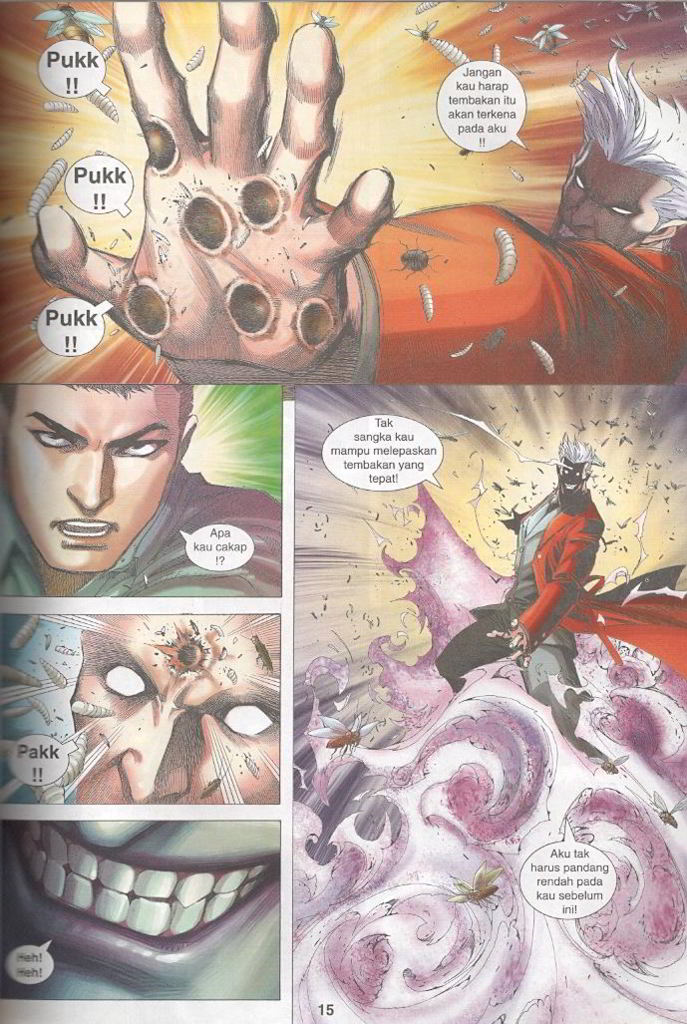 Pukk
!!
Pukk
!!
Pukk
!!
Jangan
kau harap
tembakan itu
akan terkena
pada aku
!!
Apa
kau cakap
!?
Pakk
!!
Heh!
Heh!
Tak
sangka kau
mampu melepaskan
tembakan yang
tepat!
Aku tak
harus pandang
rendah pada
kau sebelum
ini!
15